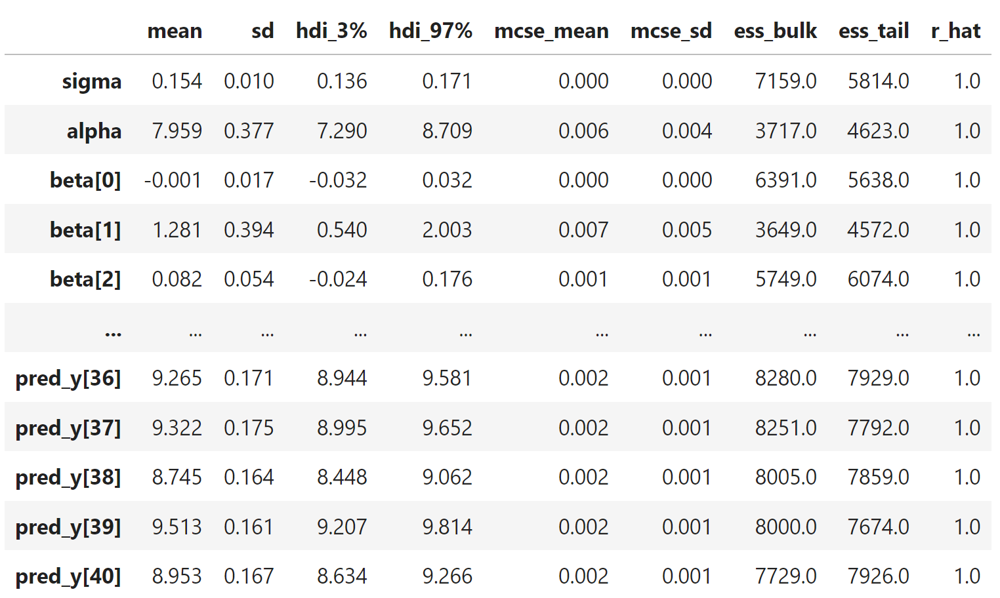 mean sd hdi_3% hdi_97% mcse_mean mcse_sd ess_bulk ess_tail r_hat
sigma 0.154 0.010 0.136 0.171 0.000 0.000 7159.0 5814.0 1.0
alpha 7.959 0.377 7.290 8.709 0.006 0.004 3717.0 4623.0 1.0
beta[0] -0.001 0.017 -0.032 0.032 0.000 0.000 6391.0 5638.0 1.0
beta[1] 1.281 0.394 0.540 2.003 0.007 0.005 3649.0 4572.0 1.0
beta[2] 0.082 0.054 -0.024 0.176 0.001 0.001 5749.0 6074.0 1.0
... ... ... ... ... ... ... ... ... ...
pred_y[36] 9.265 0.171 8.944 9.581 0.002 0.001 8280.0 7929.0 1.0
pred_y[37] 9.322 0.175 8.995 9.652 0.002 0.001 8251.0 7792.0 1.0
pred_y[38] 8.745 0.164 8.448 9.062 0.002 0.001 8005.0 7859.0 1.0
pred_y[39] 9.513 0.161 9.207 9.814 0.002 0.001 8000.0 7674.0 1.0
pred_y[40] 8.953 0.167 8.634 9.266 0.002 0.001 7729.0 7926.0 1.0